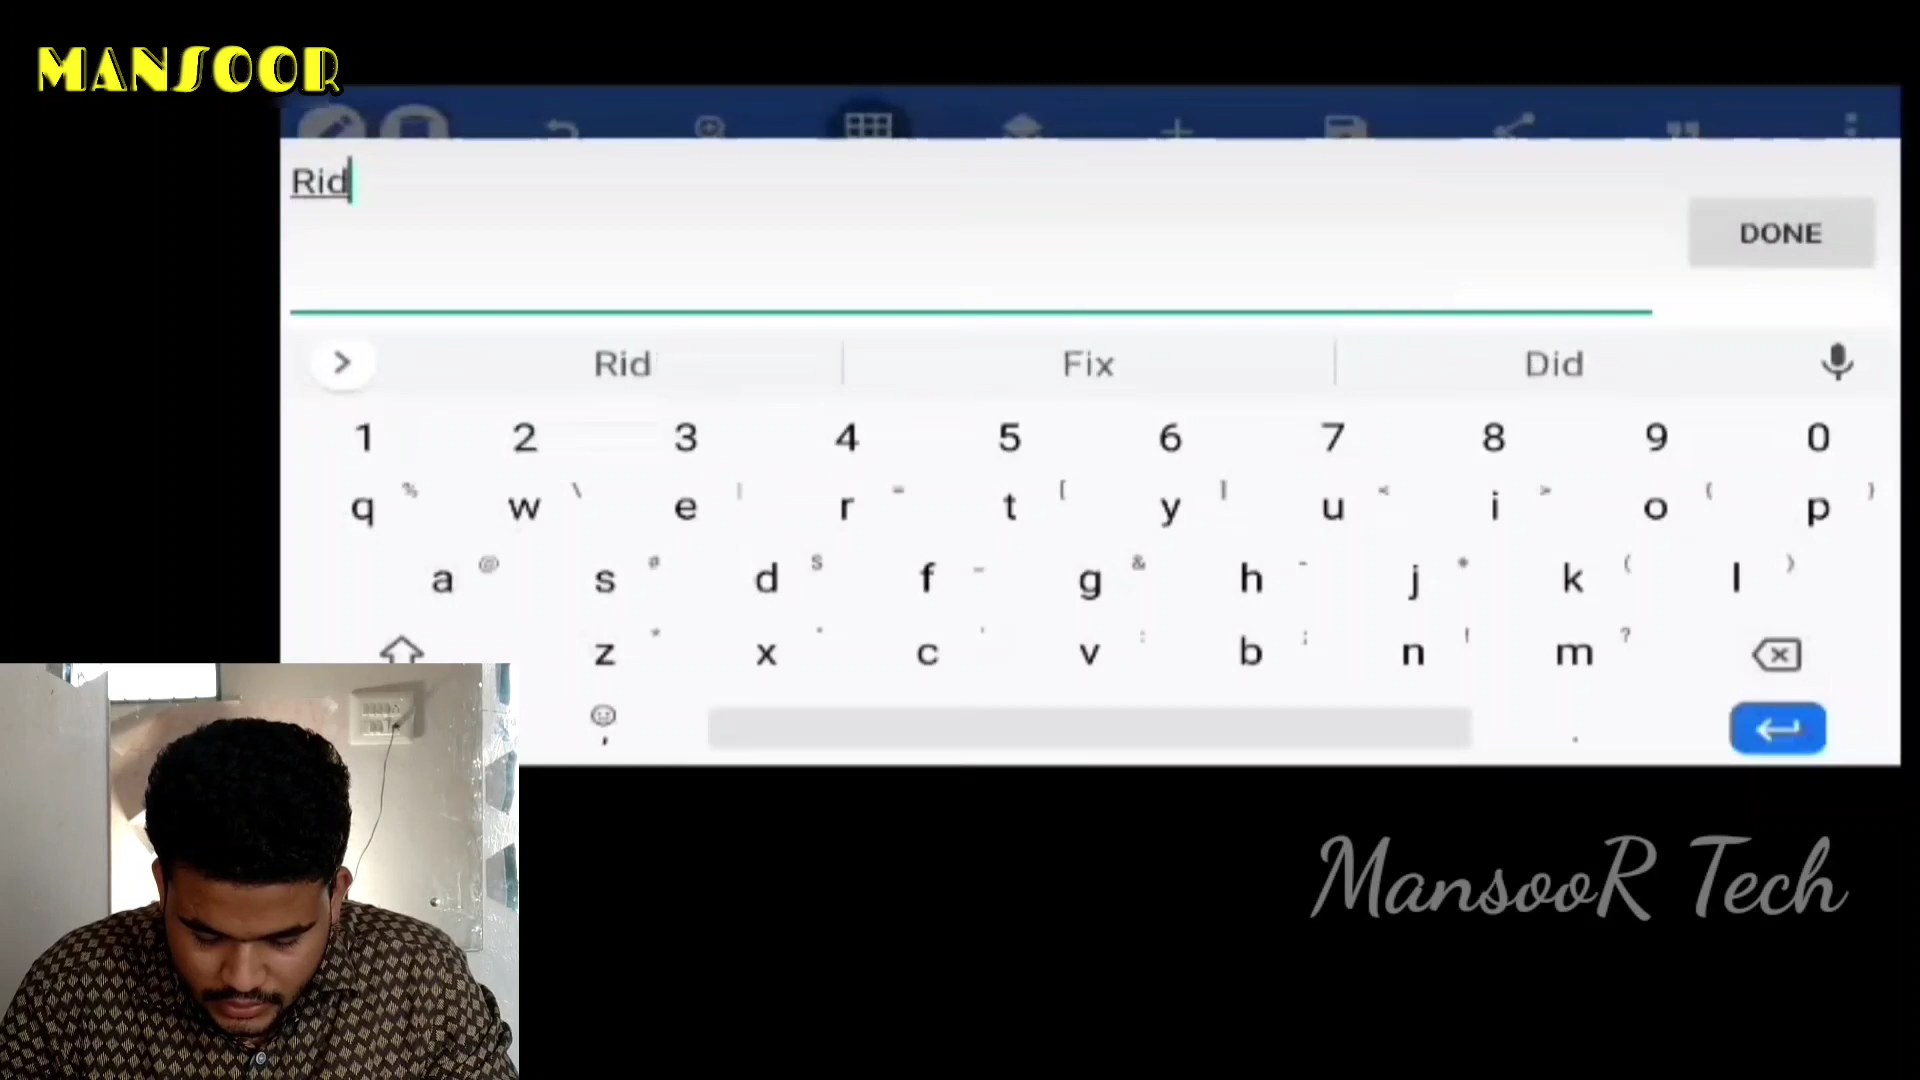 MANSOOR
Rid
DONE
Rid Fix Did
1 2 3 4 5 6 7 8 9 0
q w e r t y u i o p
a s d f g h j k l
z x c v b n m
MansooR Tech